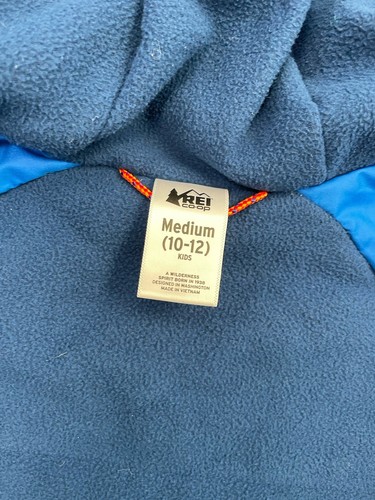 REI
CO·OP
Medium
(10-12)
KIDS
A WILDERNESS
SPIRIT BORN IN 1938
DESIGNED IN WASHINGTON
MADE IN VIETNAM